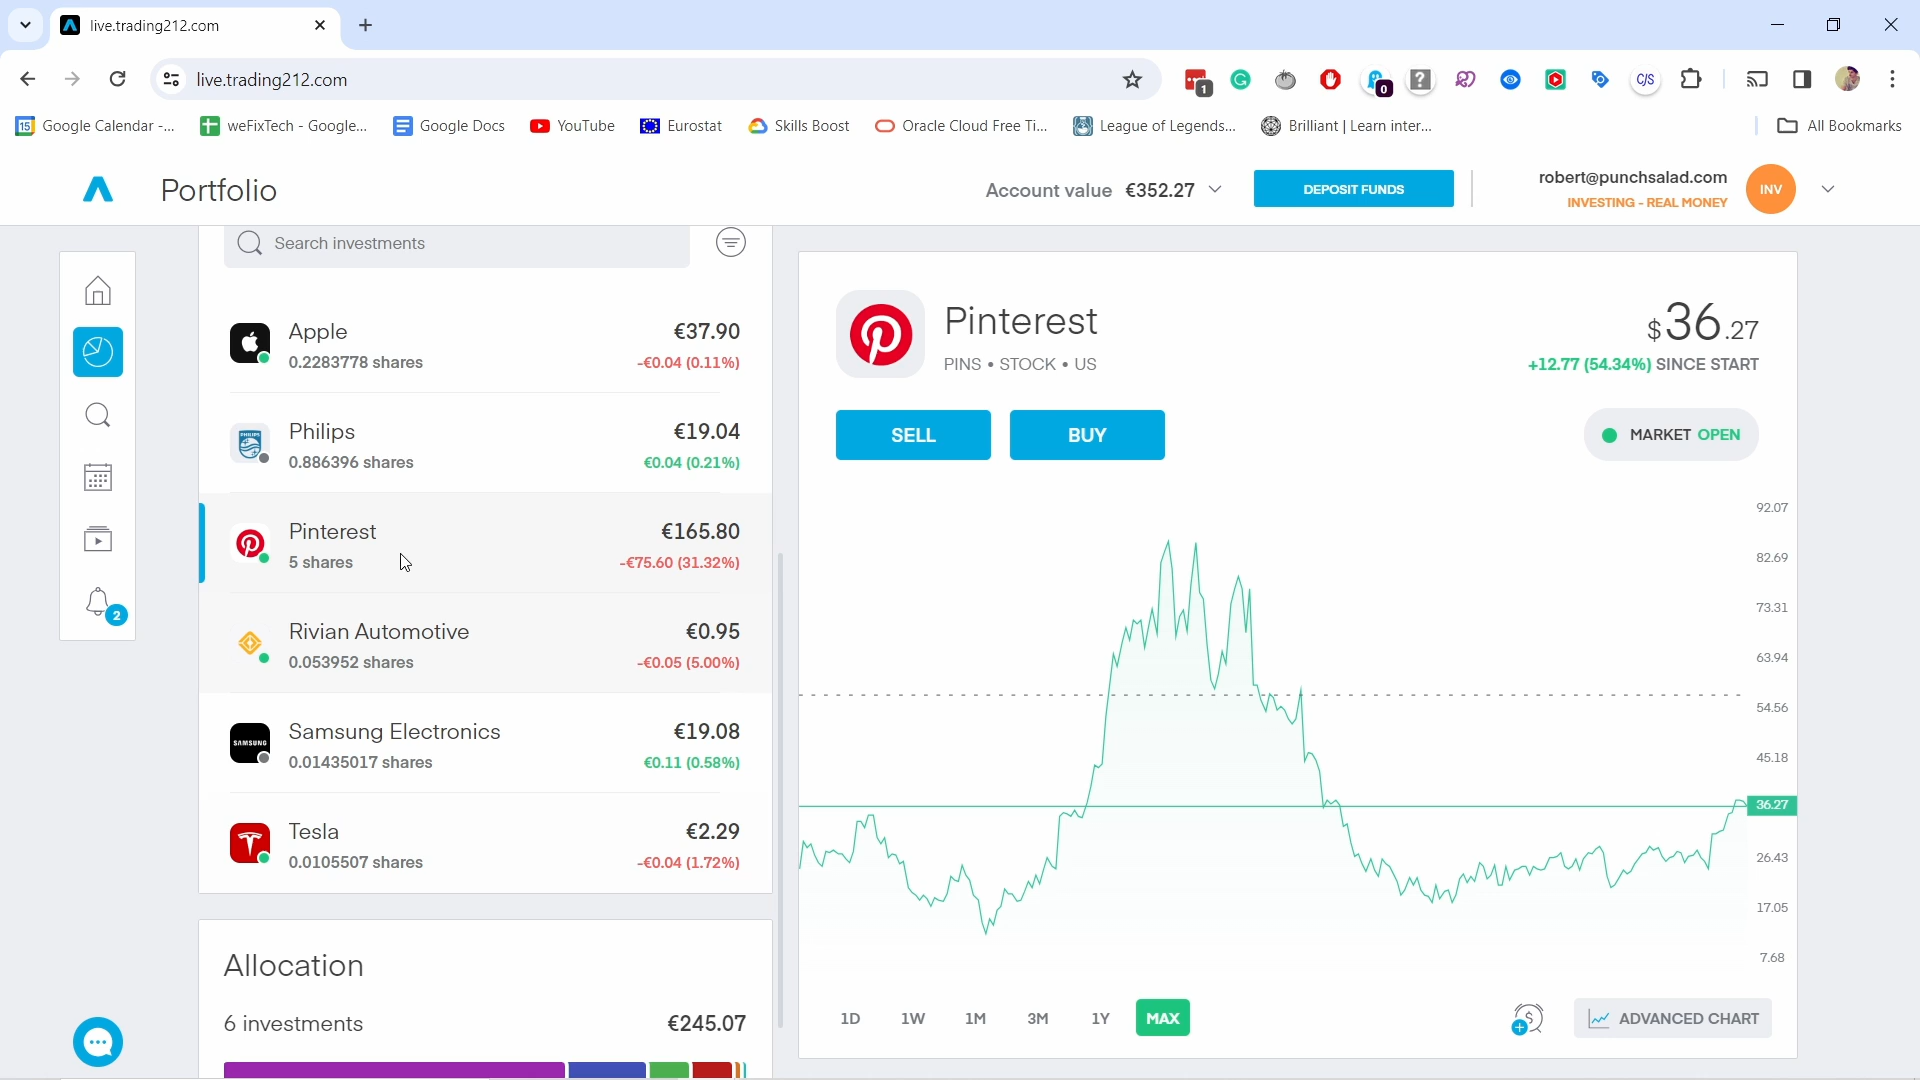 live.trading212.com
live.trading212.com
1
0
?
C/S
15 Google Calendar -... weFixTech - Google... Google Docs YouTube Eurostat Skills Boost Oracle Cloud Free Ti... League of Legends... Brilliant | Learn inter... All Bookmarks
Portfolio
Account value €352.27
DEPOSIT FUNDS
robert@punchsalad.com
INVESTING - REAL MONEY
INV
2
Search investments
Apple €37.90
0.2283778 shares -€0.04 (0.11%)
PHILIPS
Philips €19.04
0.886396 shares €0.04 (0.21%)
Pinterest €165.80
5 shares -€75.60 (31.32%)
Rivian Automotive €0.95
0.053952 shares -€0.05 (5.00%)
SAMSUNG
Samsung Electronics €19.08
0.01435017 shares €0.11 (0.58%)
Tesla €2.29
0.0105507 shares -€0.04 (1.72%)
Allocation
6 investments €245.07
Pinterest
PINS • STOCK • US
$36.27
+12.77 (54.34%) SINCE START
SELL
BUY
MARKET OPEN
92.07
82.69
73.31
63.94
54.56
45.18
36.27
26.43
17.05
7.68
1D 1W 1M 3M 1Y MAX
$
ADVANCED CHART